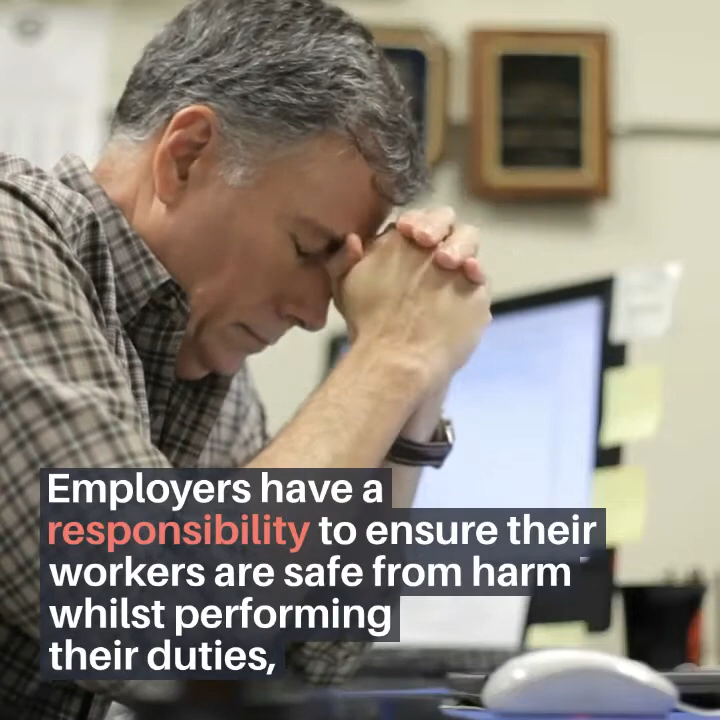 Employers have a
responsibility to ensure their
workers are safe from harm
whilst performing
their duties,